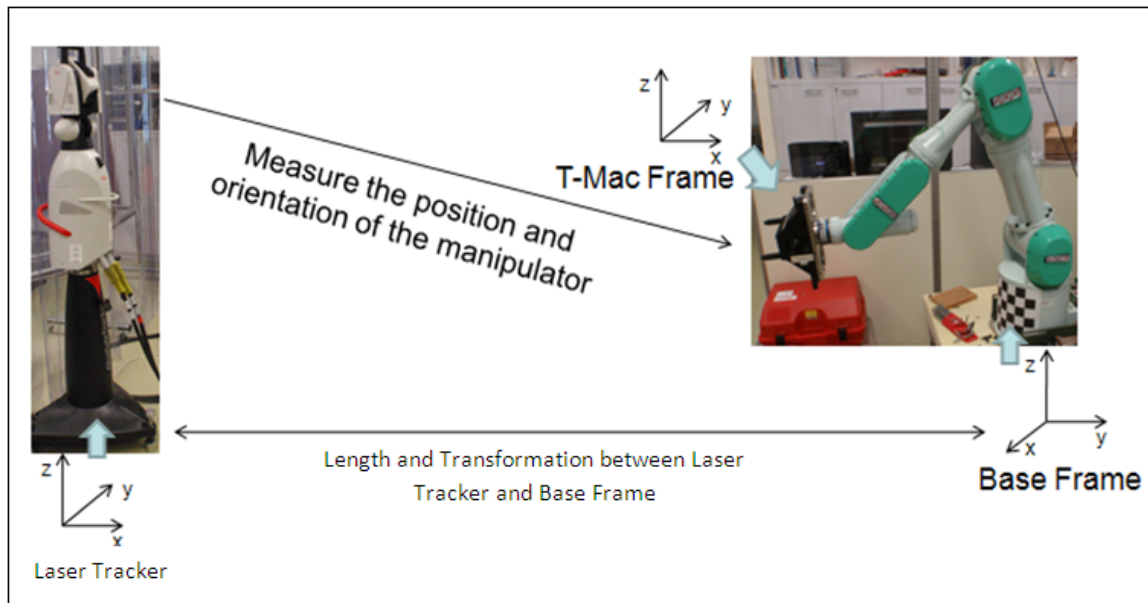 z
y
x
T-Mac Frame
Measure the position and
orientation of the manipulator
z
x
y
Base Frame
Length and Transformation between Laser
Tracker and Base Frame
z
y
x
Laser Tracker